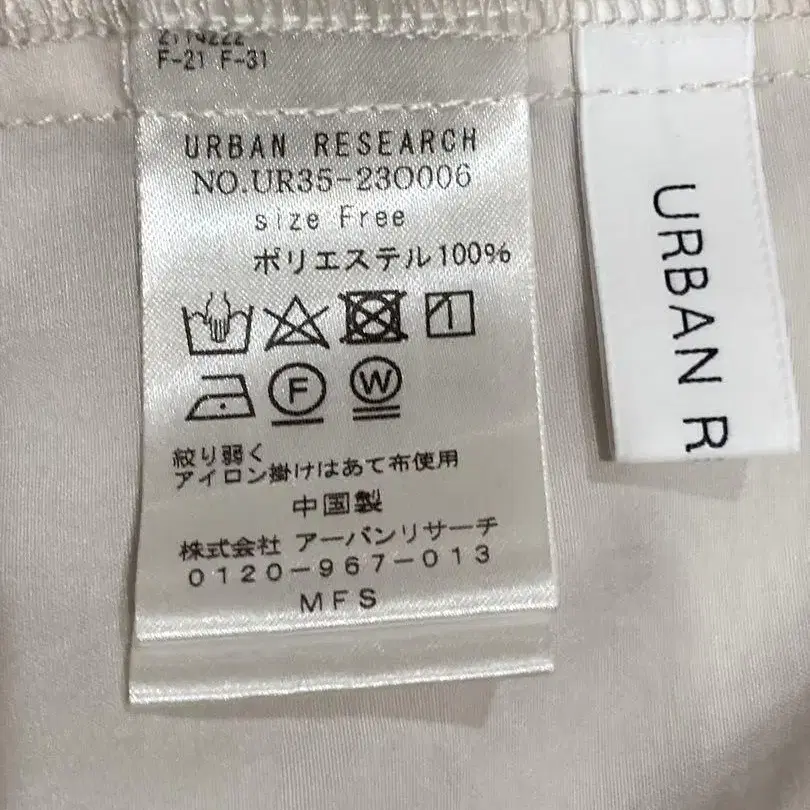 F-21 F-31
URBAN RESEARCH
NO.UR35-230006
size Free
ポリエステル100%
F
W
絞り弱く
アイロン掛けはあて布使用
中国製
株式会社 アーバンリサーチ
0120-967-013
MFS
URBAN R